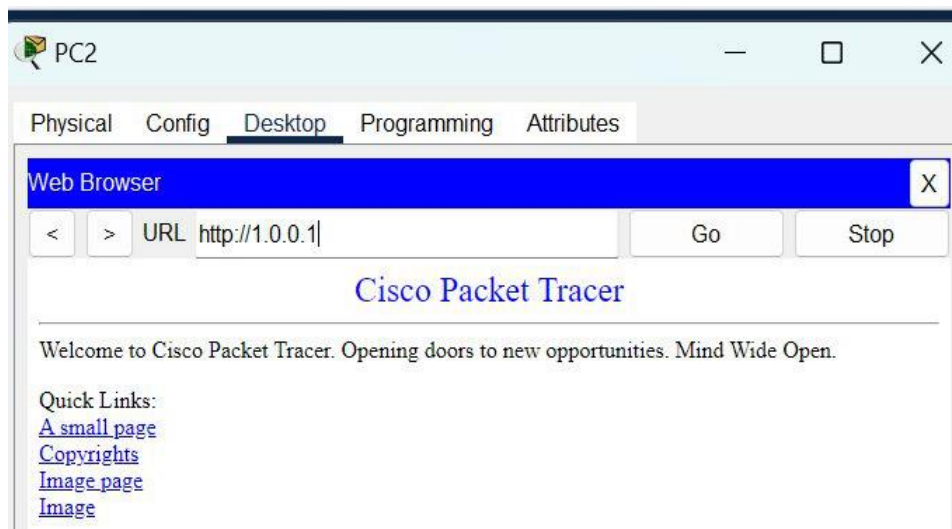 PC2
Physical Config Desktop Programming Attributes
Web Browser X
< > URL http://1.0.0.1 Go Stop
Cisco Packet Tracer
Welcome to Cisco Packet Tracer. Opening doors to new opportunities. Mind Wide Open.
Quick Links:
A small page
Copyrights
Image page
Image